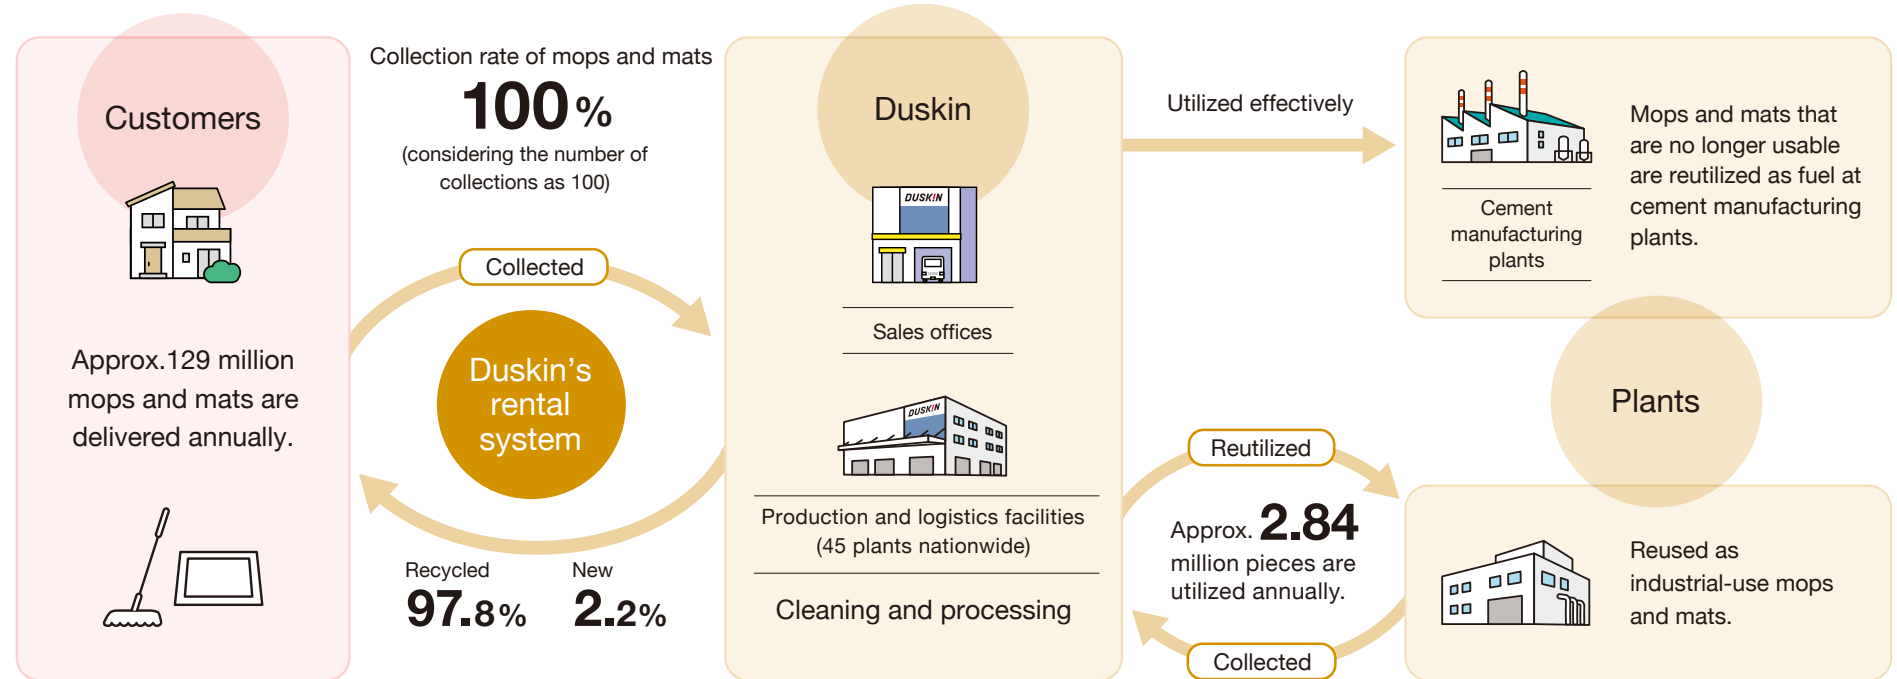 Customers
Approx.129 million
mops and mats are
delivered annually.
Collection rate of mops and mats
100%
(considering the number of
collections as 100)
Collected
Duskin's
rental
system
Recycled
97.8%
New
2.2%
Duskin
DUSKIN
Sales offices
DUSKIN
Production and logistics facilities
(45 plants nationwide)
Cleaning and processing
Utilized effectively
Cement
manufacturing
plants
Mops and mats that
are no longer usable
are reutilized as fuel at
cement manufacturing
plants.
Plants
Reutilized
Approx. 2.84
million pieces are
utilized annually.
Collected
Reused as
industrial-use mops
and mats.